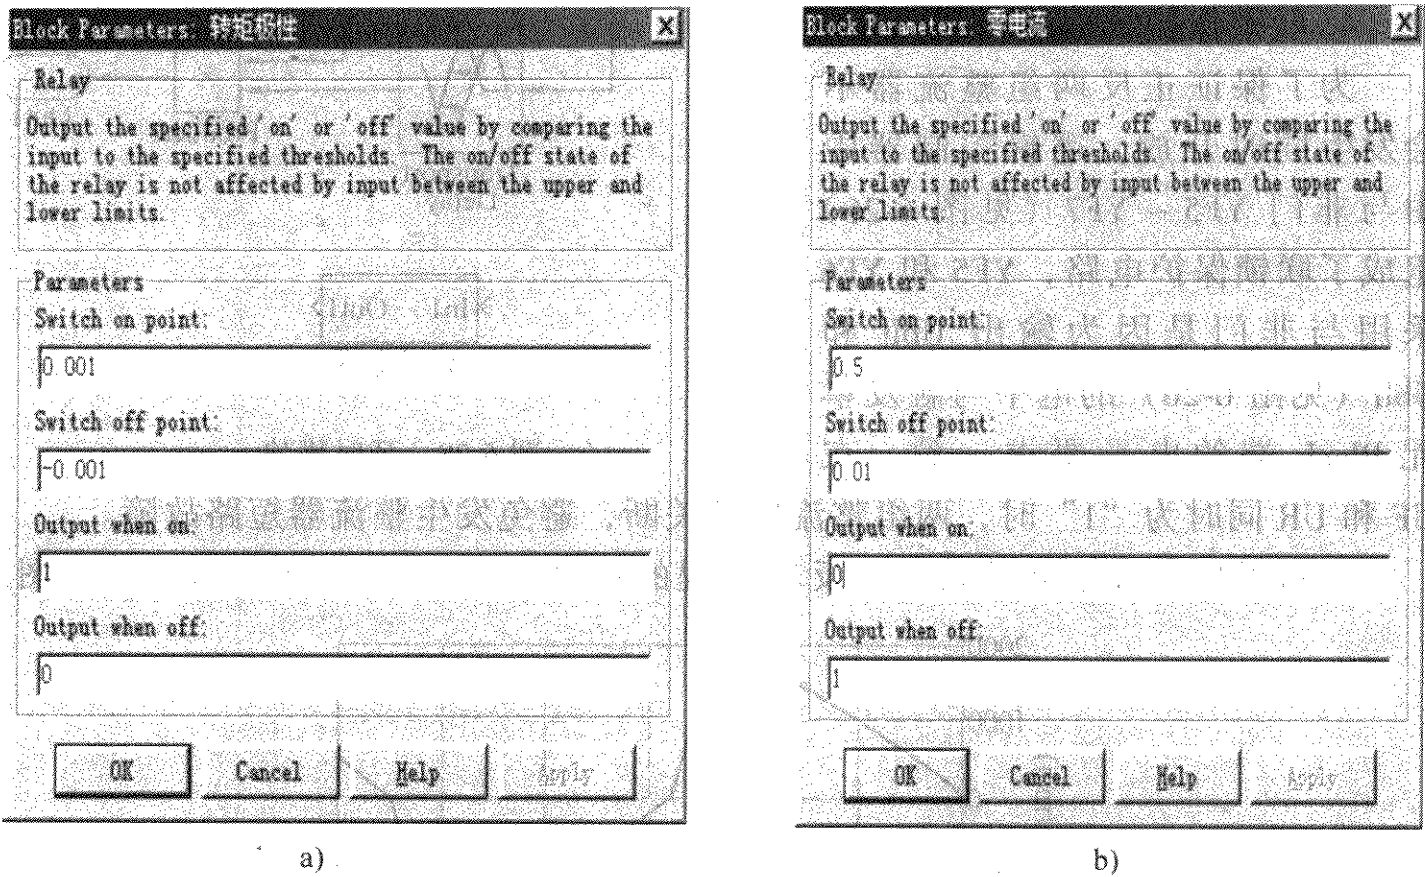 Block Parameters: 转矩极性
Relay
Output the specified 'on' or 'off' value by comparing the
input to the specified thresholds. The on/off state of
the relay is not affected by input between the upper and
lower limits.
Parameters
Switch on point:
0.001
Switch off point:
-0.001
Output when on:
1
Output when off:
0
OK
Cancel
Help
Apply
a)
Block Parameters: 零电流
Relay
Output the specified 'on' or 'off' value by comparing the
input to the specified thresholds. The on/off state of
the relay is not affected by input between the upper and
lower limits.
Parameters
Switch on point:
0.5
Switch off point:
0.01
Output when on:
0
Output when off:
1
OK
Cancel
Help
Apply
b)